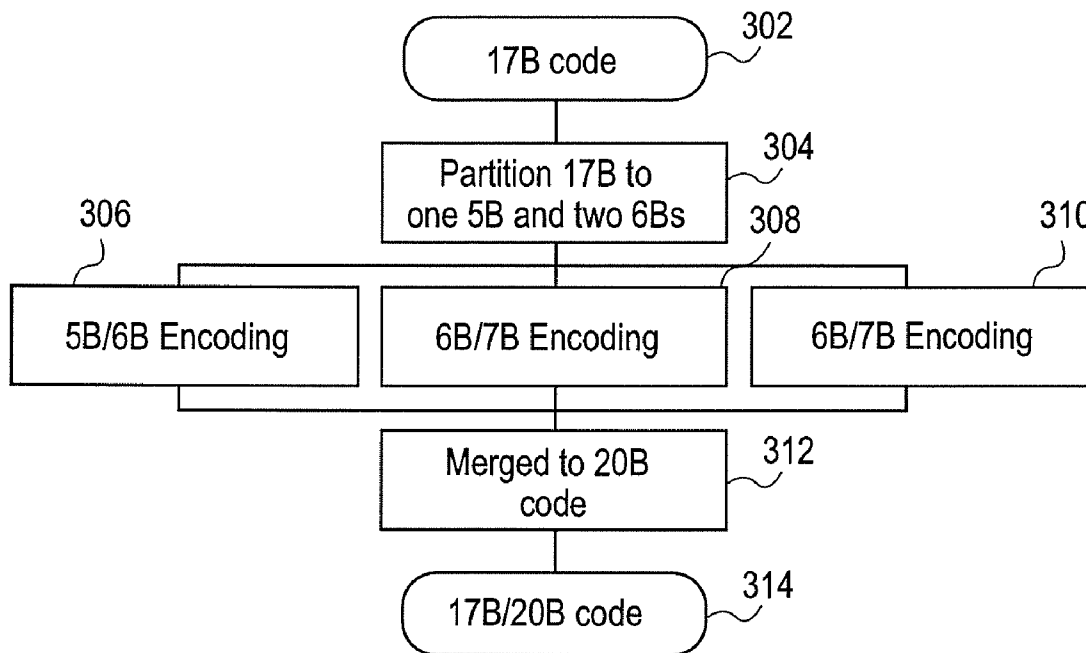 302
17B code
304
Partition 17B to
one 5B and two 6Bs
306
308
310
5B/6B Encoding
6B/7B Encoding
6B/7B Encoding
312
Merged to 20B
code
314
17B/20B code